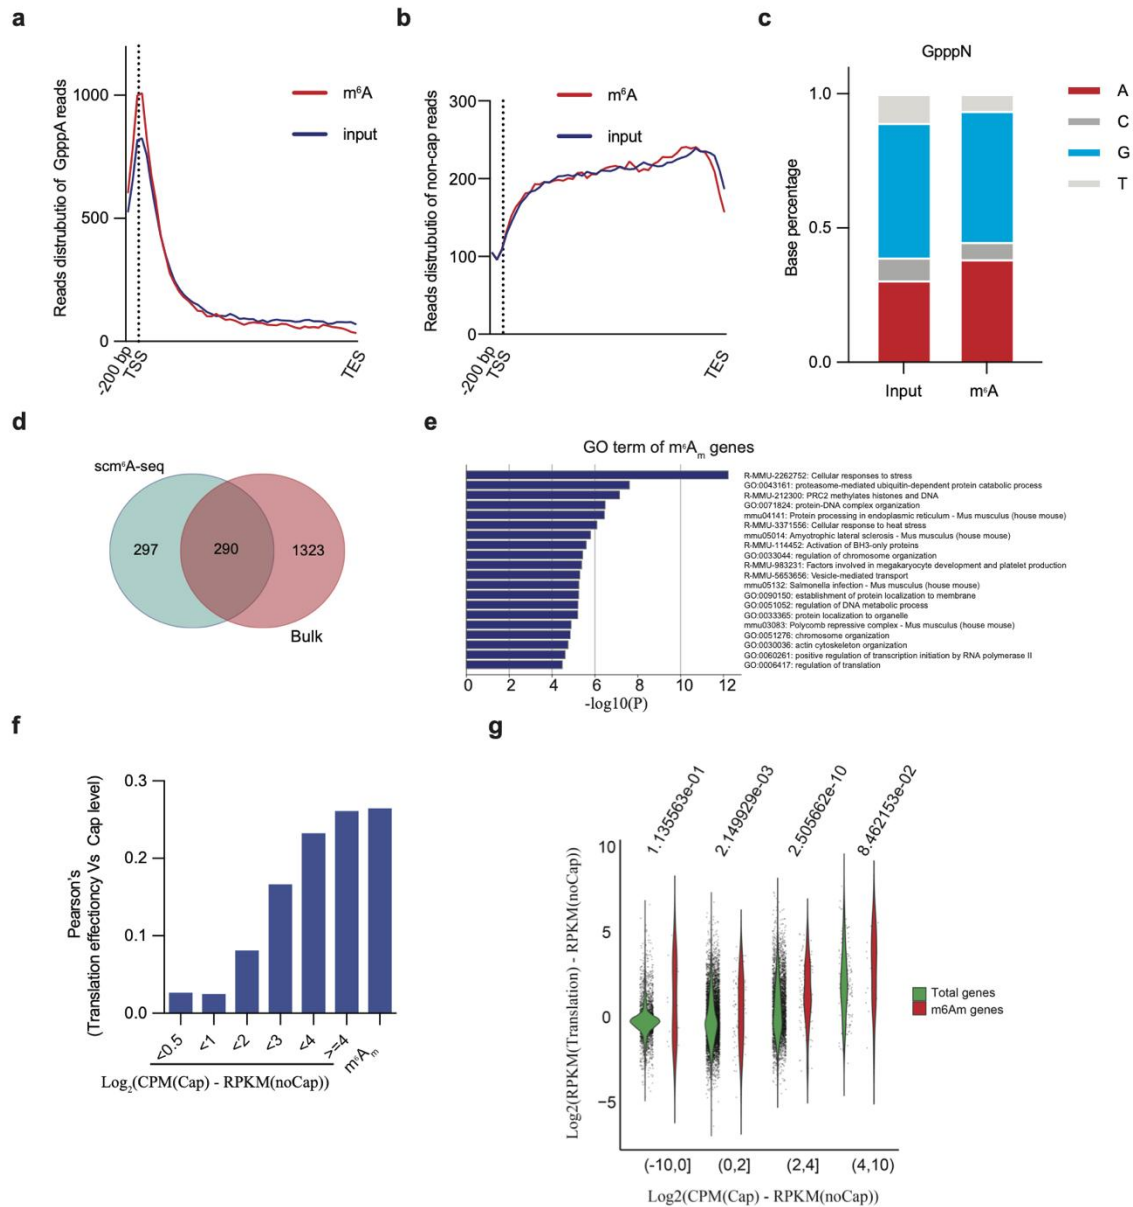 a
Reads distrubutio of GpppA reads
1000
500
0
m⁶A
input
-200 bp
TSS
TES
b
Reads distrubutio of non-cap reads
300
200
100
0
m⁶A
input
-200 bp
TSS
TES
c
GpppN
Base percentage
1.0
0.5
0.0
Input
m⁶A
A
C
G
T
d
scm⁶A-seq
297
290
1323
Bulk
e
GO term of m⁶Aₘ genes
R-MMU-2262752: Cellular responses to stress
GO:0043161: proteasome-mediated ubiquitin-dependent protein catabolic process
R-MMU-212300: PRC2 methylates histones and DNA
GO:0071824: protein-DNA complex organization
mmu04141: Protein processing in endoplasmic reticulum - Mus musculus (house mouse)
R-MMU-3371556: Cellular response to heat stress
mmu05014: Amyotrophic lateral sclerosis - Mus musculus (house mouse)
R-MMU-114452: Activation of BH3-only proteins
GO:0033044: regulation of chromosome organization
R-MMU-983231: Factors involved in megakaryocyte development and platelet production
R-MMU-5653656: Vesicle-mediated transport
mmu05132: Salmonella infection - Mus musculus (house mouse)
GO:0090150: establishment of protein localization to membrane
GO:0051052: regulation of DNA metabolic process
GO:0033365: protein localization to organelle
mmu03083: Polycomb repressive complex - Mus musculus (house mouse)
GO:0051276: chromosome organization
GO:0030036: actin cytoskeleton organization
GO:0060261: positive regulation of transcription initiation by RNA polymerase II
GO:0006417: regulation of translation
0 2 4 6 8 10 12
-log10(P)
f
Pearson's
(Translation effectioncy Vs Cap level)
0.3
0.2
0.1
0.0
<0.5
<1
<2
<3
<4
>=4
m⁶Aₘ
Log₂(CPM(Cap) - RPKM(noCap))
g
1.135563e-01
2.149929e-03
2.505662e-10
8.462153e-02
Log2(RPKM(Translation) - RPKM(noCap))
10
5
0
−5
Total genes
m6Am genes
(-10,0]
(0,2]
(2,4]
(4,10)
Log2(CPM(Cap) - RPKM(noCap))